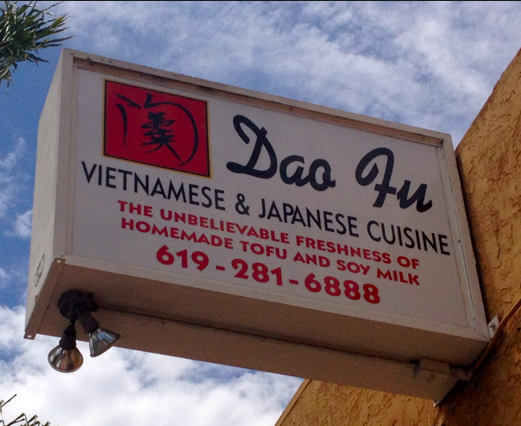 Dao Fu
VIETNAMESE & JAPANESE CUISINE
THE UNBELIEVABLE FRESHNESS OF
HOMEMADE TOFU AND SOY MILK
619-281-6888